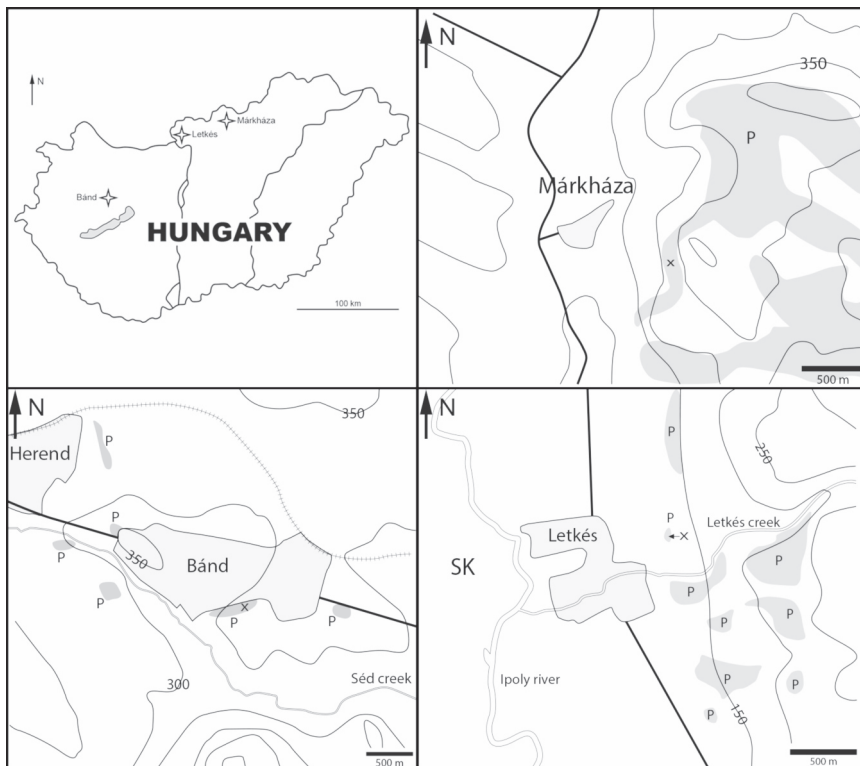 N
Márkháza
Letkés
Bánd
HUNGARY
100 km
N
350
P
Márkháza
×
500 m
N
350
Herend
P
P
350
P
Bánd
P
P
×
P
300
Séd creek
500 m
N
250
P
P
×
Letkés creek
Letkés
SK
P
P
P
P
P
Ipoly river
P
P
150
500 m